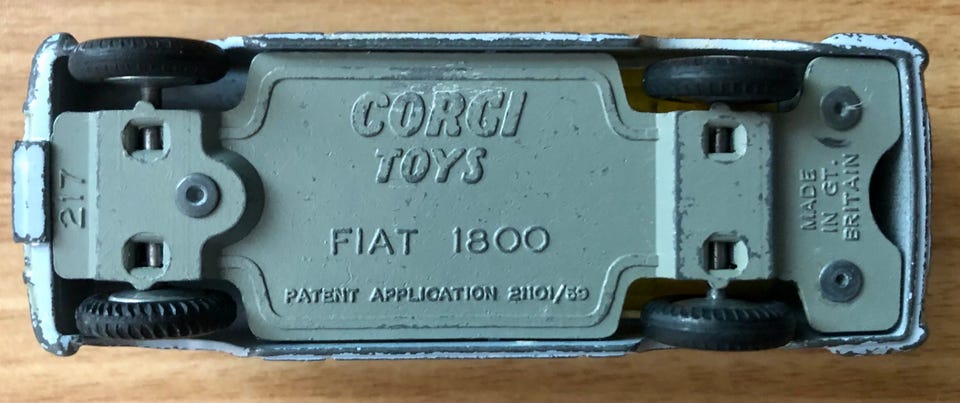 CORGI
TOYS
FIAT 1800
PATENT APPLICATION 21101/59
217
MADE
IN GT.
BRITAIN